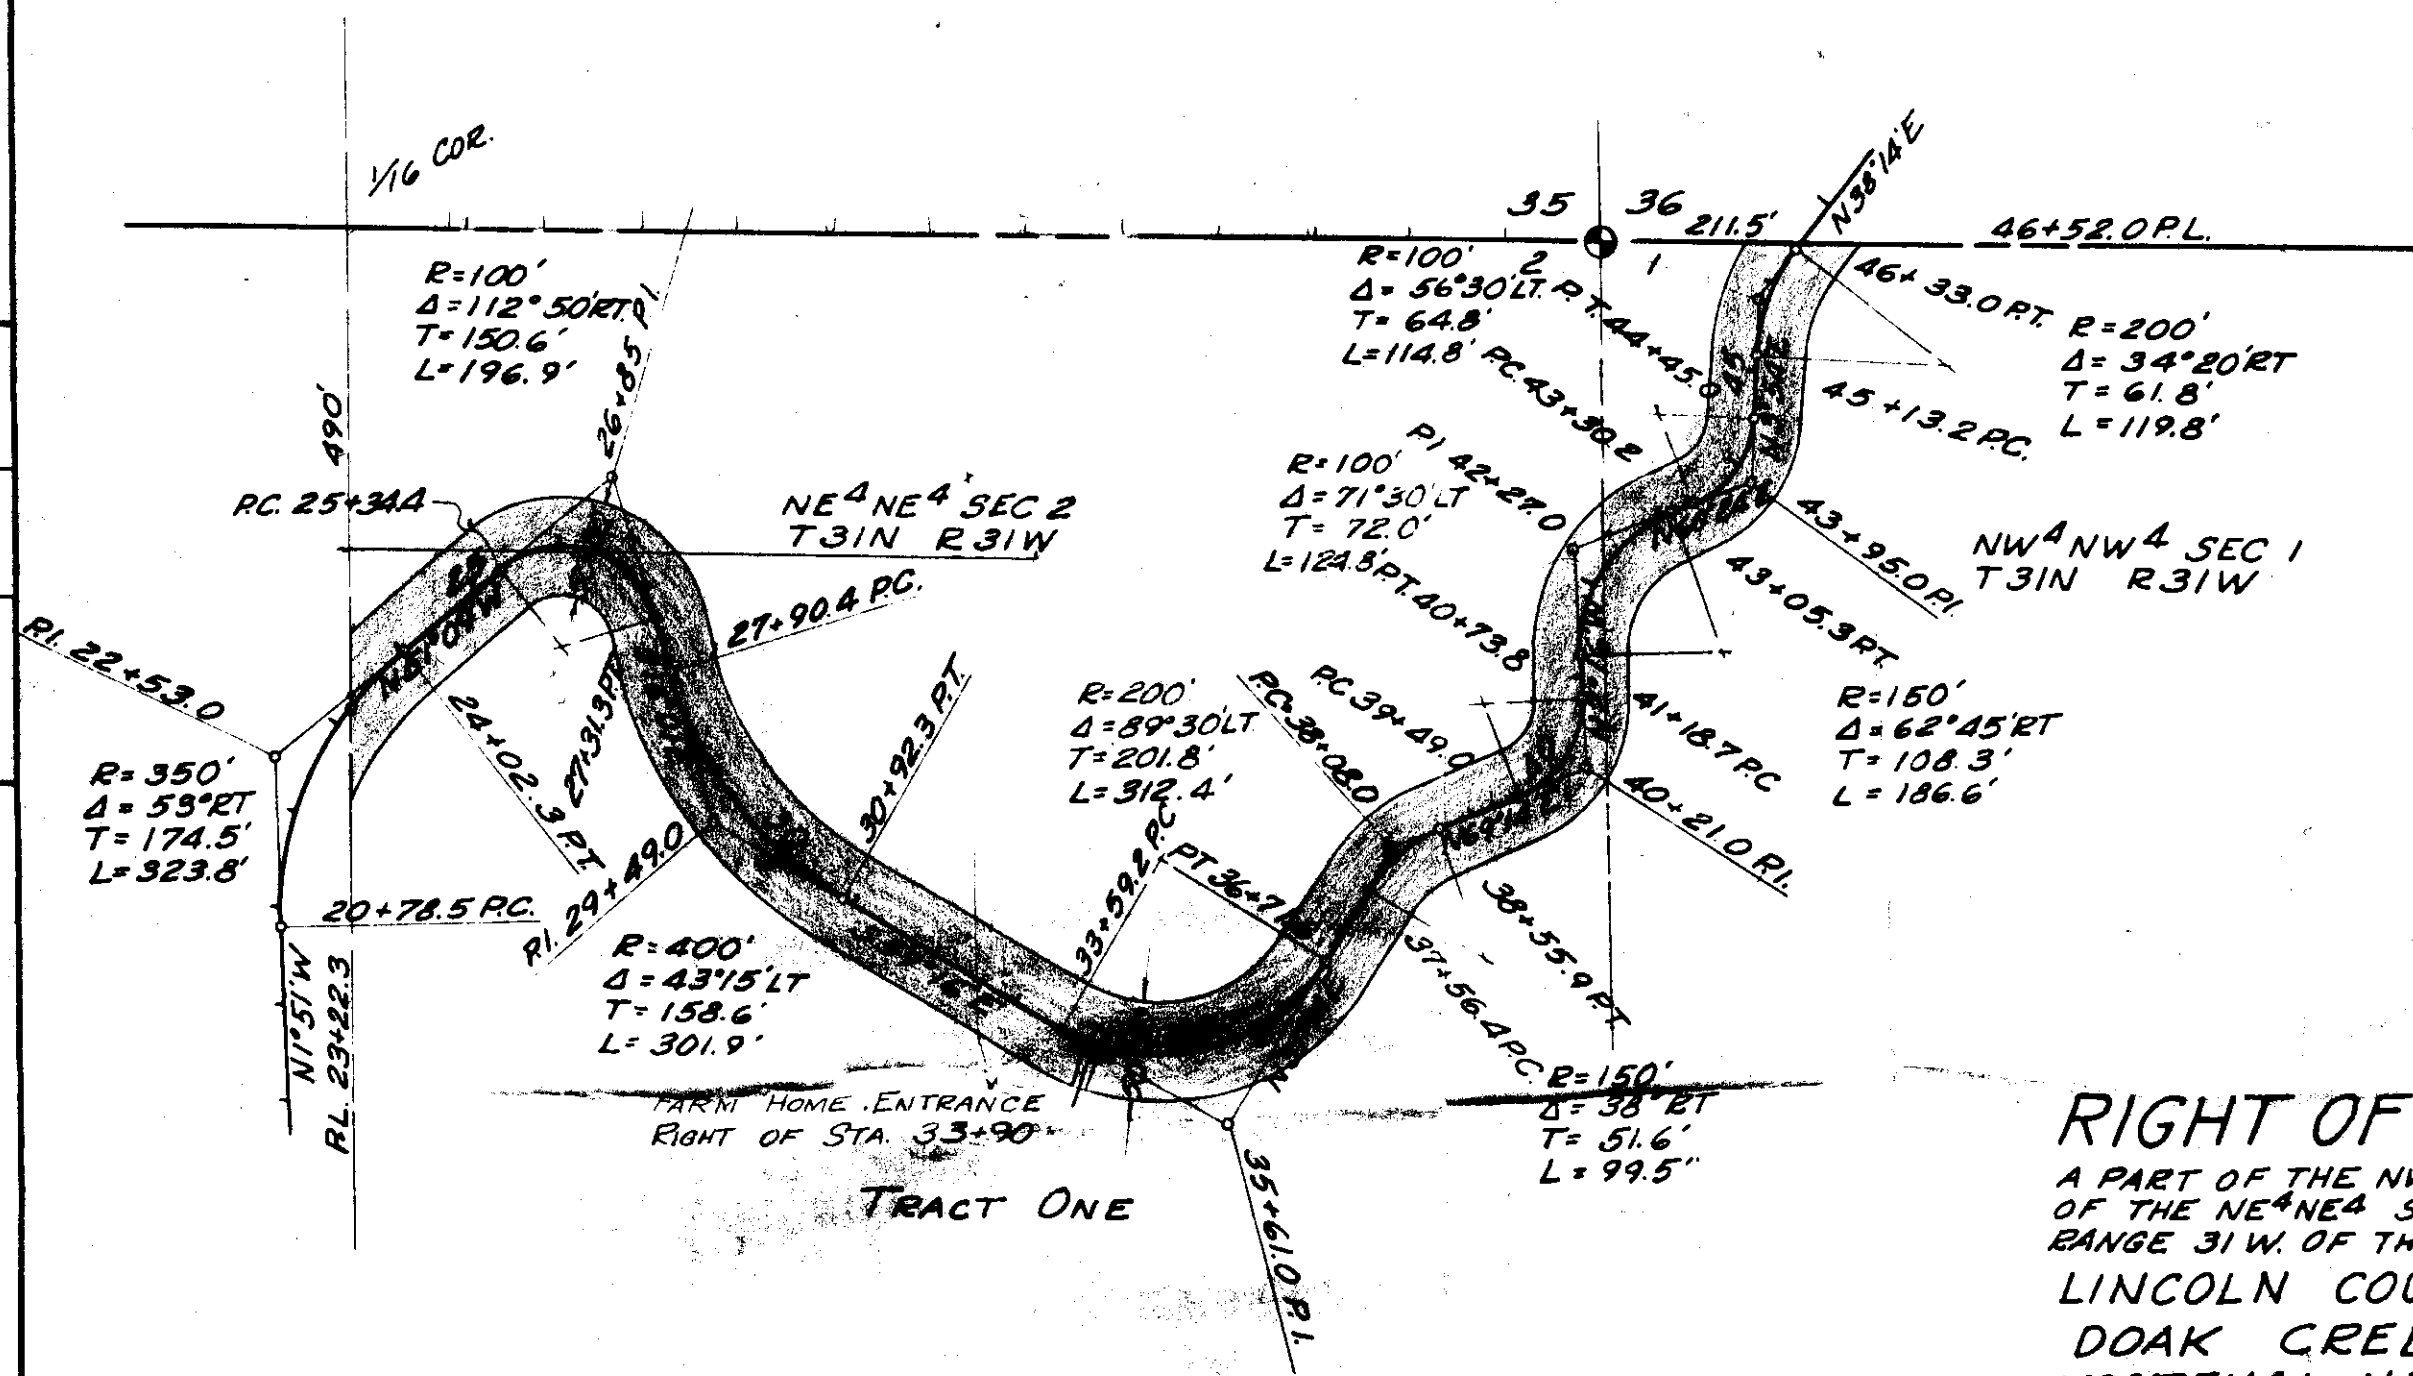 1/16 COR.
35
36
211.5'
N38°14'E
46+52.0 P.L.
2
1
R=100'
Δ=112°50'RT.
T=150.6'
L=196.9'
26+85 P.I.
490'
P.C. 25+34.4
NE4 NE4 SEC 2
T31N R31W
R=100'
Δ= 56°30'LT.
T= 64.8'
L=114.8'
P.T. 44+45.0
P.C. 43+30.2
46+33.0 P.T.
R=200'
Δ= 34°20'RT
T= 61.8'
L=119.8'
45+13.2 P.C.
45
P.I. 42+27.0
R=100'
Δ=71°30'LT
T= 72.0'
L=124.8'
P.T. 40+73.8
43+95.0 P.I.
NW4 NW4 SEC 1
T31N R31W
43+05.3 P.T.
41+18.7 P.C
R=150'
Δ=62°45'RT
T=108.3'
L=186.6'
40+21.0 P.I.
P.I. 22+53.0
R=350'
Δ=53°RT
T=174.5'
L=323.8'
24+02.3 P.T.
27+31.3 P.T.
27+90.4 P.C.
30+92.3 P.T.
30
R=200'
Δ=89°30'LT
T=201.8'
L=312.4'
P.C. 38+08.0
P.C. 39+49.0
20+78.5 P.C.
N1°51'W
P.L. 23+22.3
P.I. 29+49.0
R=400'
Δ=43°15'LT
T=158.6'
L=301.9'
33+59.2 P.C
38+55.9 P.T.
37+56.4 P.C.
R=150'
Δ= 38° RT
T= 51.6'
L=99.5"
FARM HOME ENTRANCE
RIGHT OF STA. 33+90
TRACT ONE
35+61.0 P.I.
RIGHT OF
A PART OF THE
OF THE NE4NE4
RANGE 31 W. OF
LINCOLN
DOAK